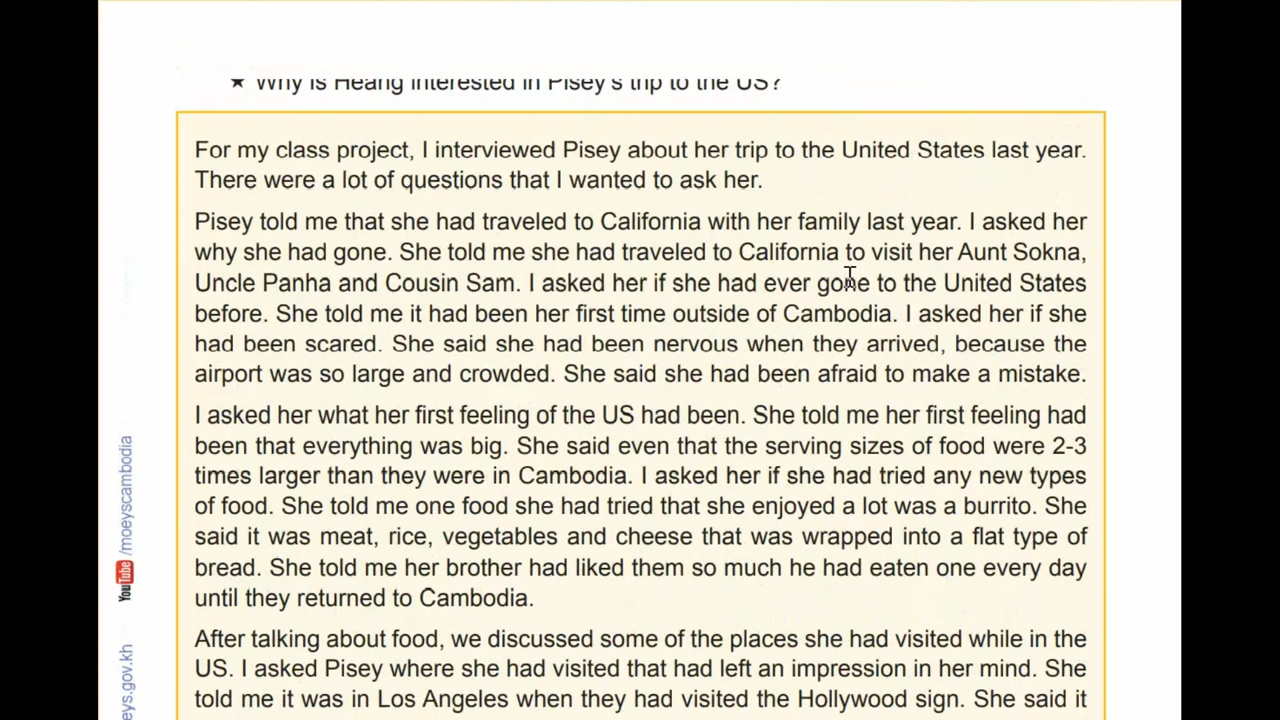 ★ Why is Heang interested in Pisey's trip to the US?
For my class project, I interviewed Pisey about her trip to the United States last year.
There were a lot of questions that I wanted to ask her.
Pisey told me that she had traveled to California with her family last year. I asked her
why she had gone. She told me she had traveled to California to visit her Aunt Sokna,
Uncle Panha and Cousin Sam. I asked her if she had ever gone to the United States
before. She told me it had been her first time outside of Cambodia. I asked her if she
had been scared. She said she had been nervous when they arrived, because the
airport was so large and crowded. She said she had been afraid to make a mistake.
I asked her what her first feeling of the US had been. She told me her first feeling had
been that everything was big. She said even that the serving sizes of food were 2-3
times larger than they were in Cambodia. I asked her if she had tried any new types
of food. She told me one food she had tried that she enjoyed a lot was a burrito. She
said it was meat, rice, vegetables and cheese that was wrapped into a flat type of
bread. She told me her brother had liked them so much he had eaten one every day
until they returned to Cambodia.
After talking about food, we discussed some of the places she had visited while in the
US. I asked Pisey where she had visited that had left an impression in her mind. She
told me it was in Los Angeles when they had visited the Hollywood sign. She said it
YouTube /moeyscambodia
eys.gov.kh